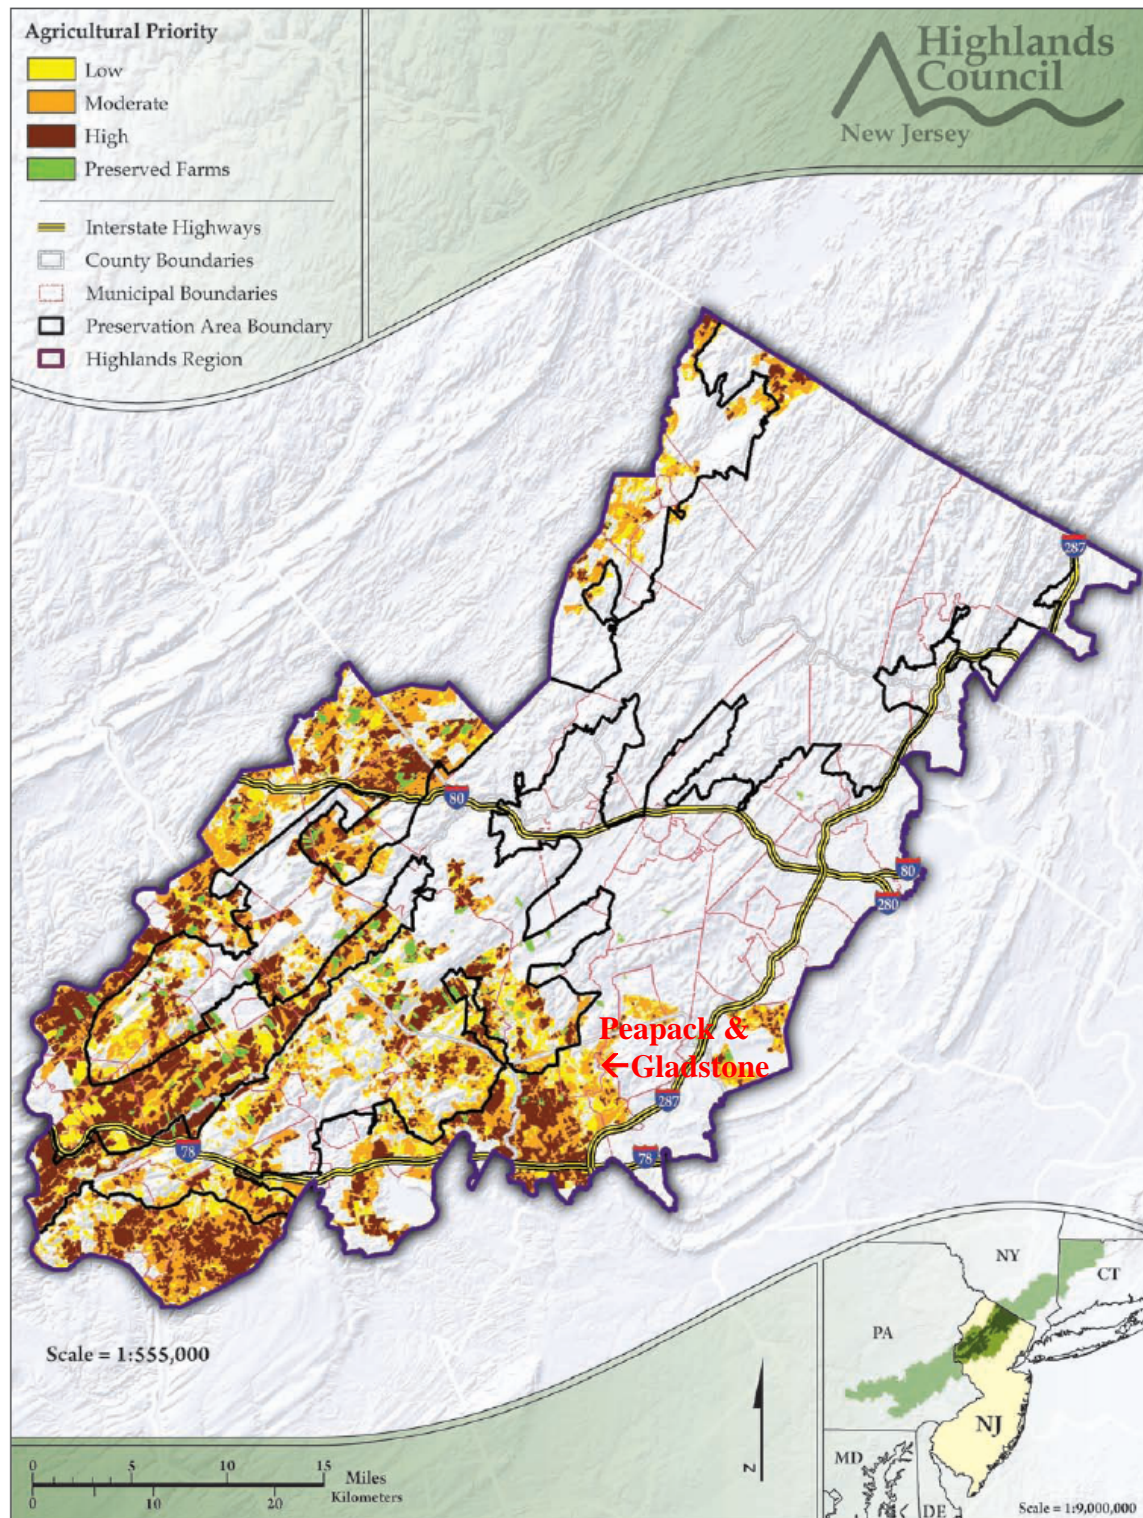 Agricultural Priority
Low
Moderate
High
Preserved Farms
Interstate Highways
County Boundaries
Municipal Boundaries
Preservation Area Boundary
Highlands Region
Highlands
Council
New Jersey
287
80
80
280
Peapack &
←Gladstone
287
78
78
Scale = 1:555,000
0 5 10 15
Miles
Kilometers
0 10 20
N
NY
CT
PA
NJ
MD
DE
Scale = 1:9,000,000